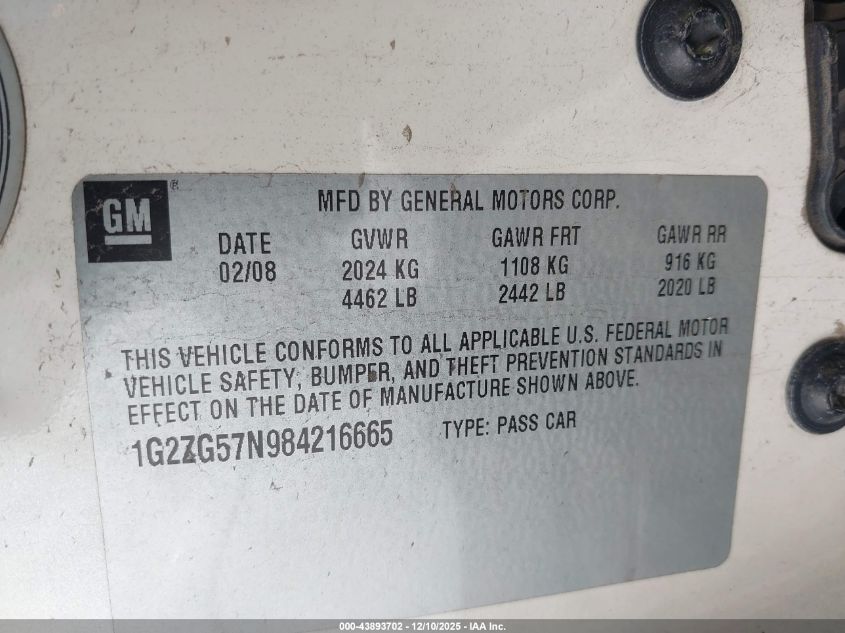 GM ®
MFD BY GENERAL MOTORS CORP.
DATE GVWR GAWR FRT GAWR RR
02/08 2024 KG 1108 KG 916 KG
4462 LB 2442 LB 2020 LB
THIS VEHICLE CONFORMS TO ALL APPLICABLE U.S. FEDERAL MOTOR
VEHICLE SAFETY, BUMPER, AND THEFT PREVENTION STANDARDS IN
EFFECT ON THE DATE OF MANUFACTURE SHOWN ABOVE.
1G2ZG57N984216665 TYPE: PASS CAR
000-43893702 - 12/10/2025 - IAA Inc.